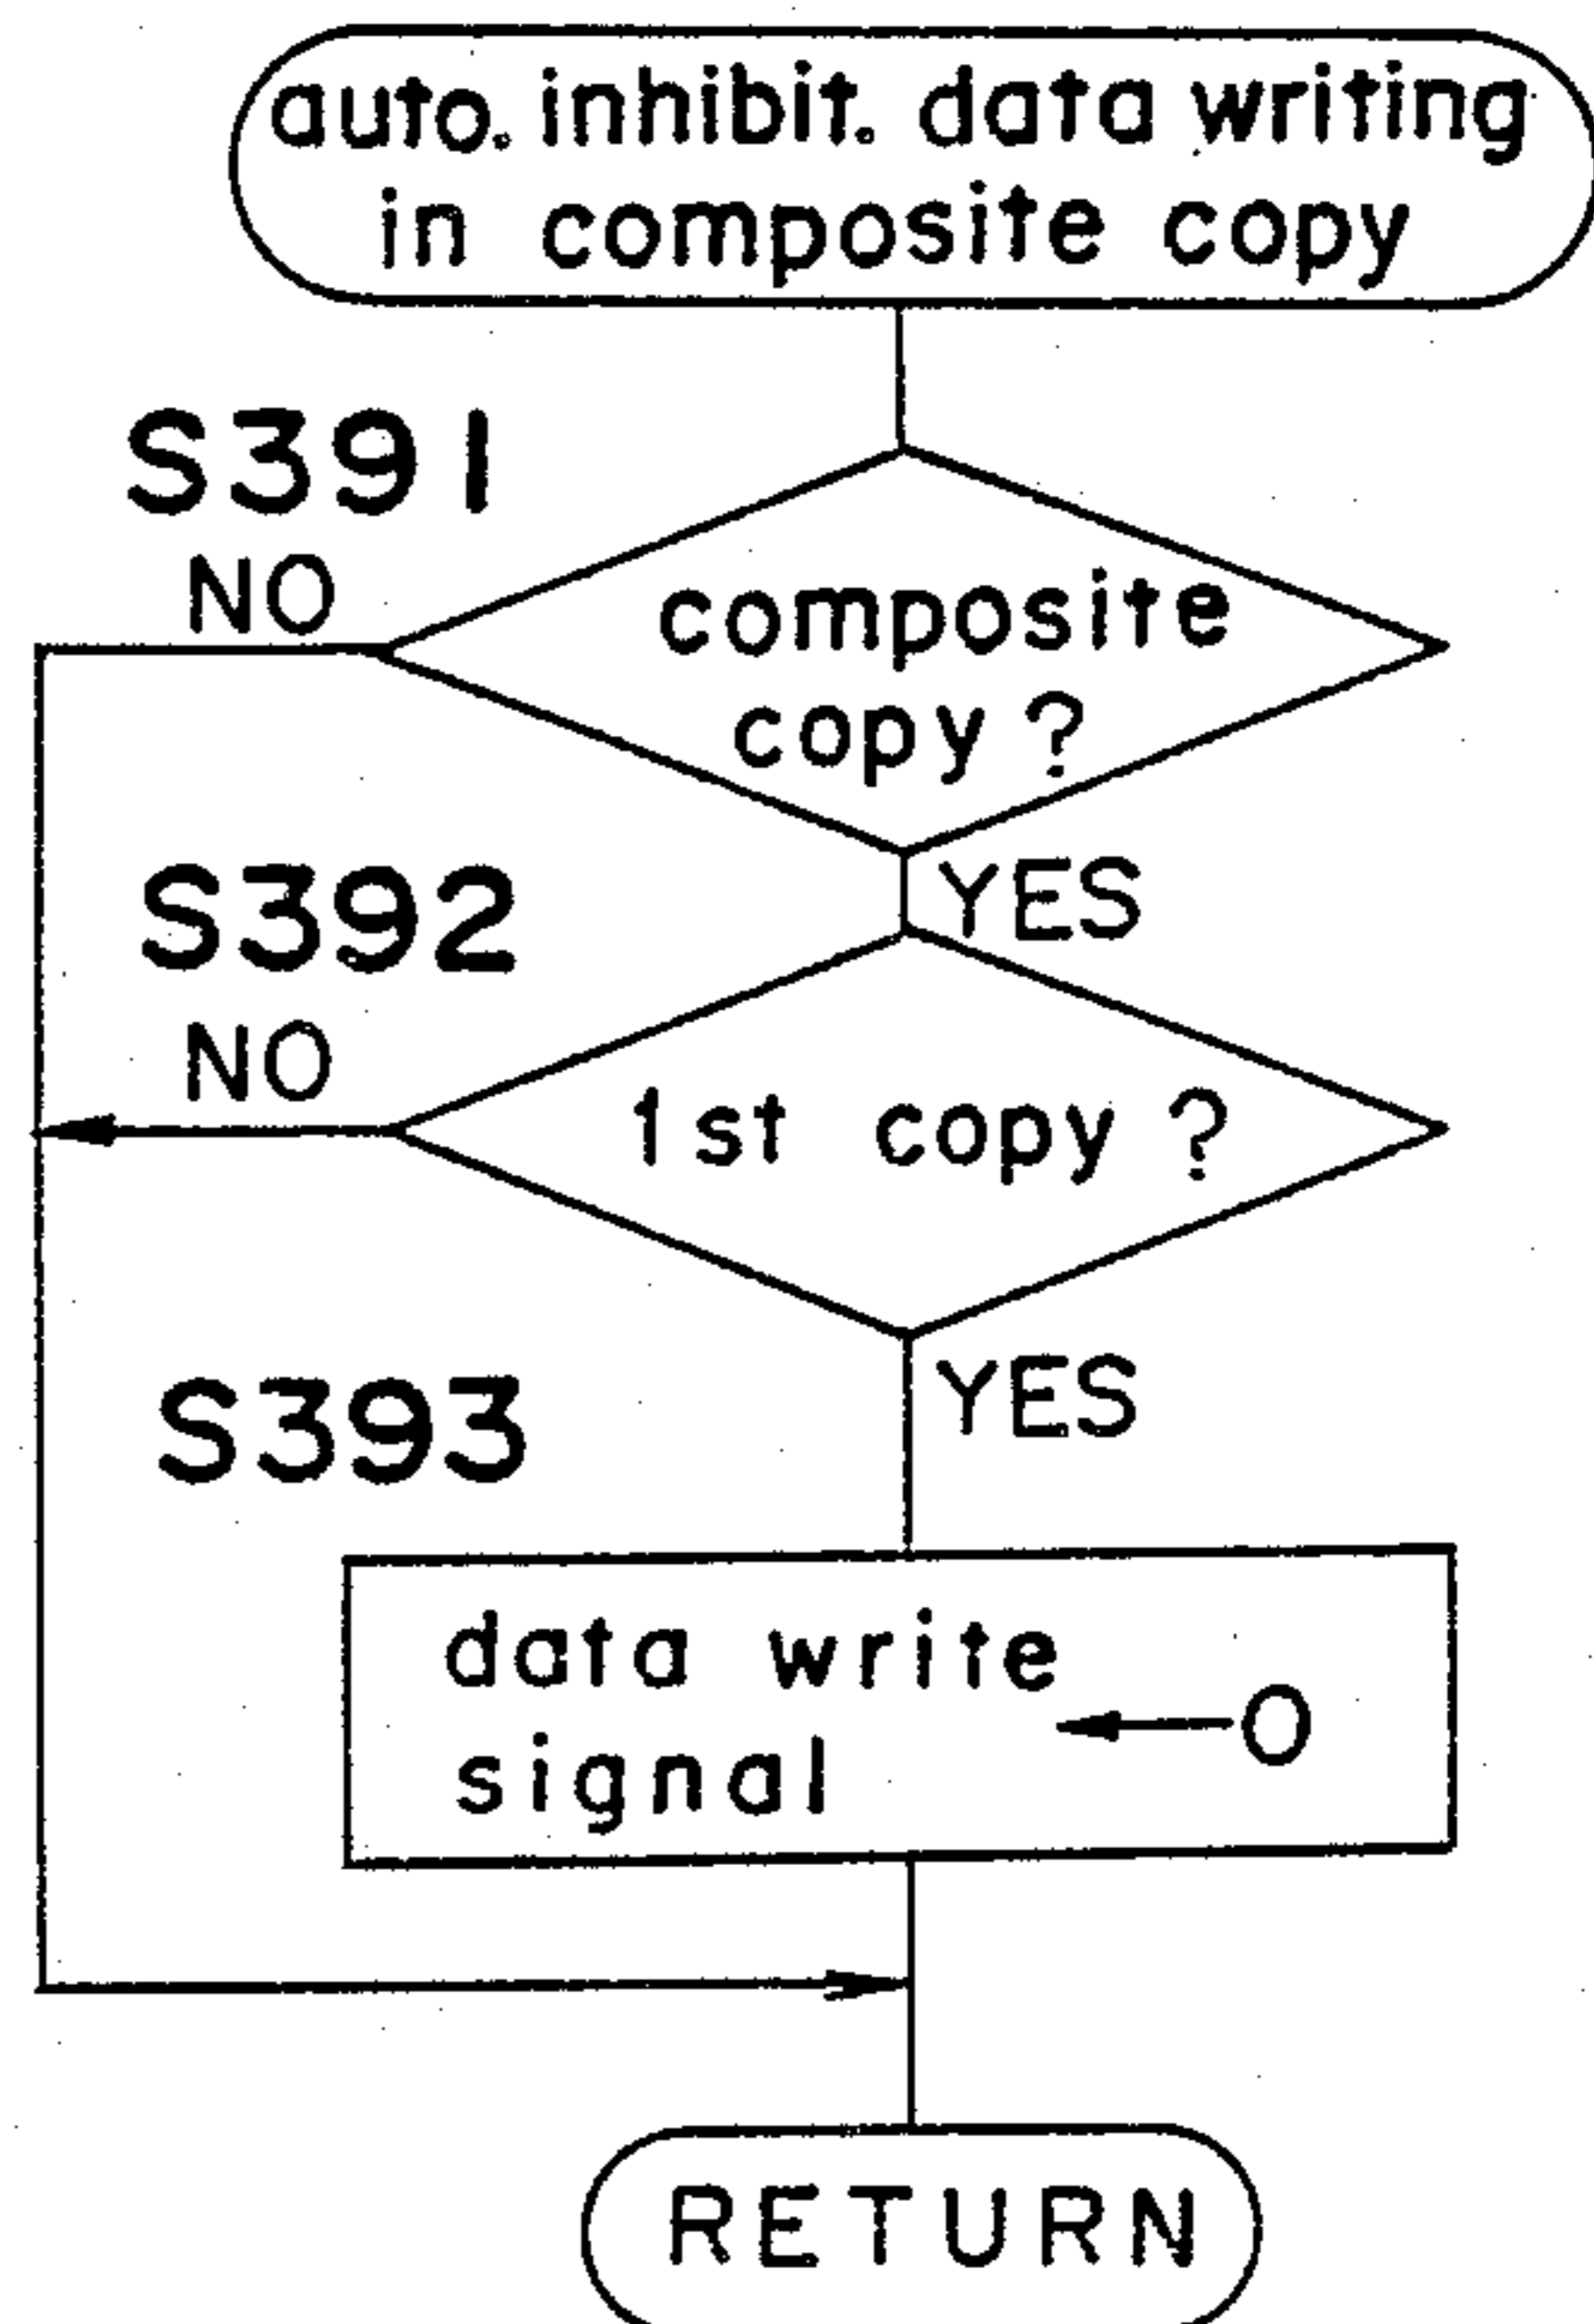 auto. inhibit. data writing
in composite copy
S391
NO
composite
copy ?
YES
S392
NO
1st copy ?
YES
S393
data write
signal
←0
RETURN